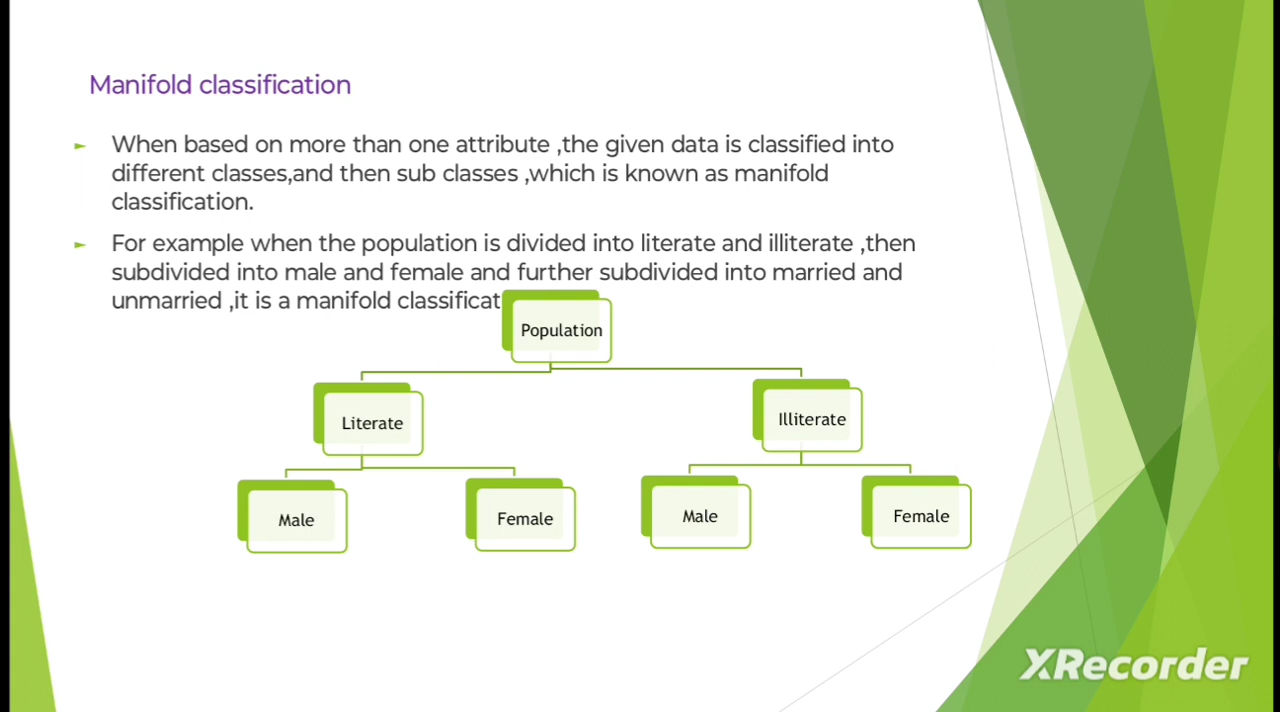 Manifold classification
When based on more than one attribute ,the given data is classified into
different classes,and then sub classes ,which is known as manifold
classification.
For example when the population is divided into literate and illiterate ,then
subdivided into male and female and further subdivided into married and
unmarried ,it is a manifold classificat
Population
Literate
Illiterate
Male
Female
Male
Female
XRecorder